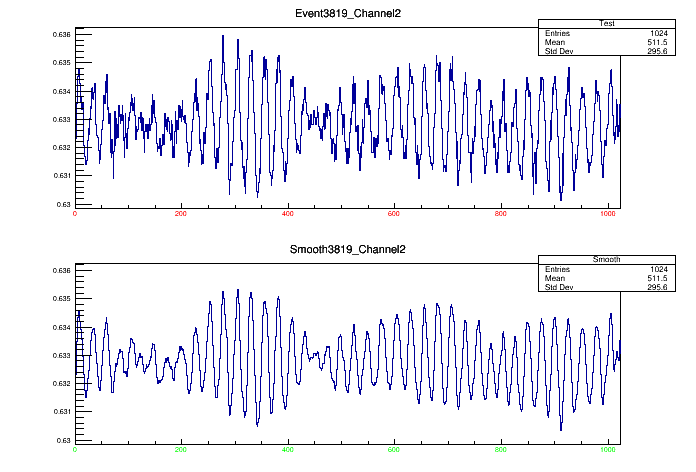 Event3819_Channel2
Test
Entries 1024
Mean 511.5
Std Dev 295.6
0.636
0.635
0.634
0.633
0.632
0.631
0.63
0 200 400 600 800 1000
Smooth3819_Channel2
Smooth
Entries 1024
Mean 511.5
Std Dev 295.6
0.636
0.635
0.634
0.633
0.632
0.631
0.63
0 200 400 600 800 1000